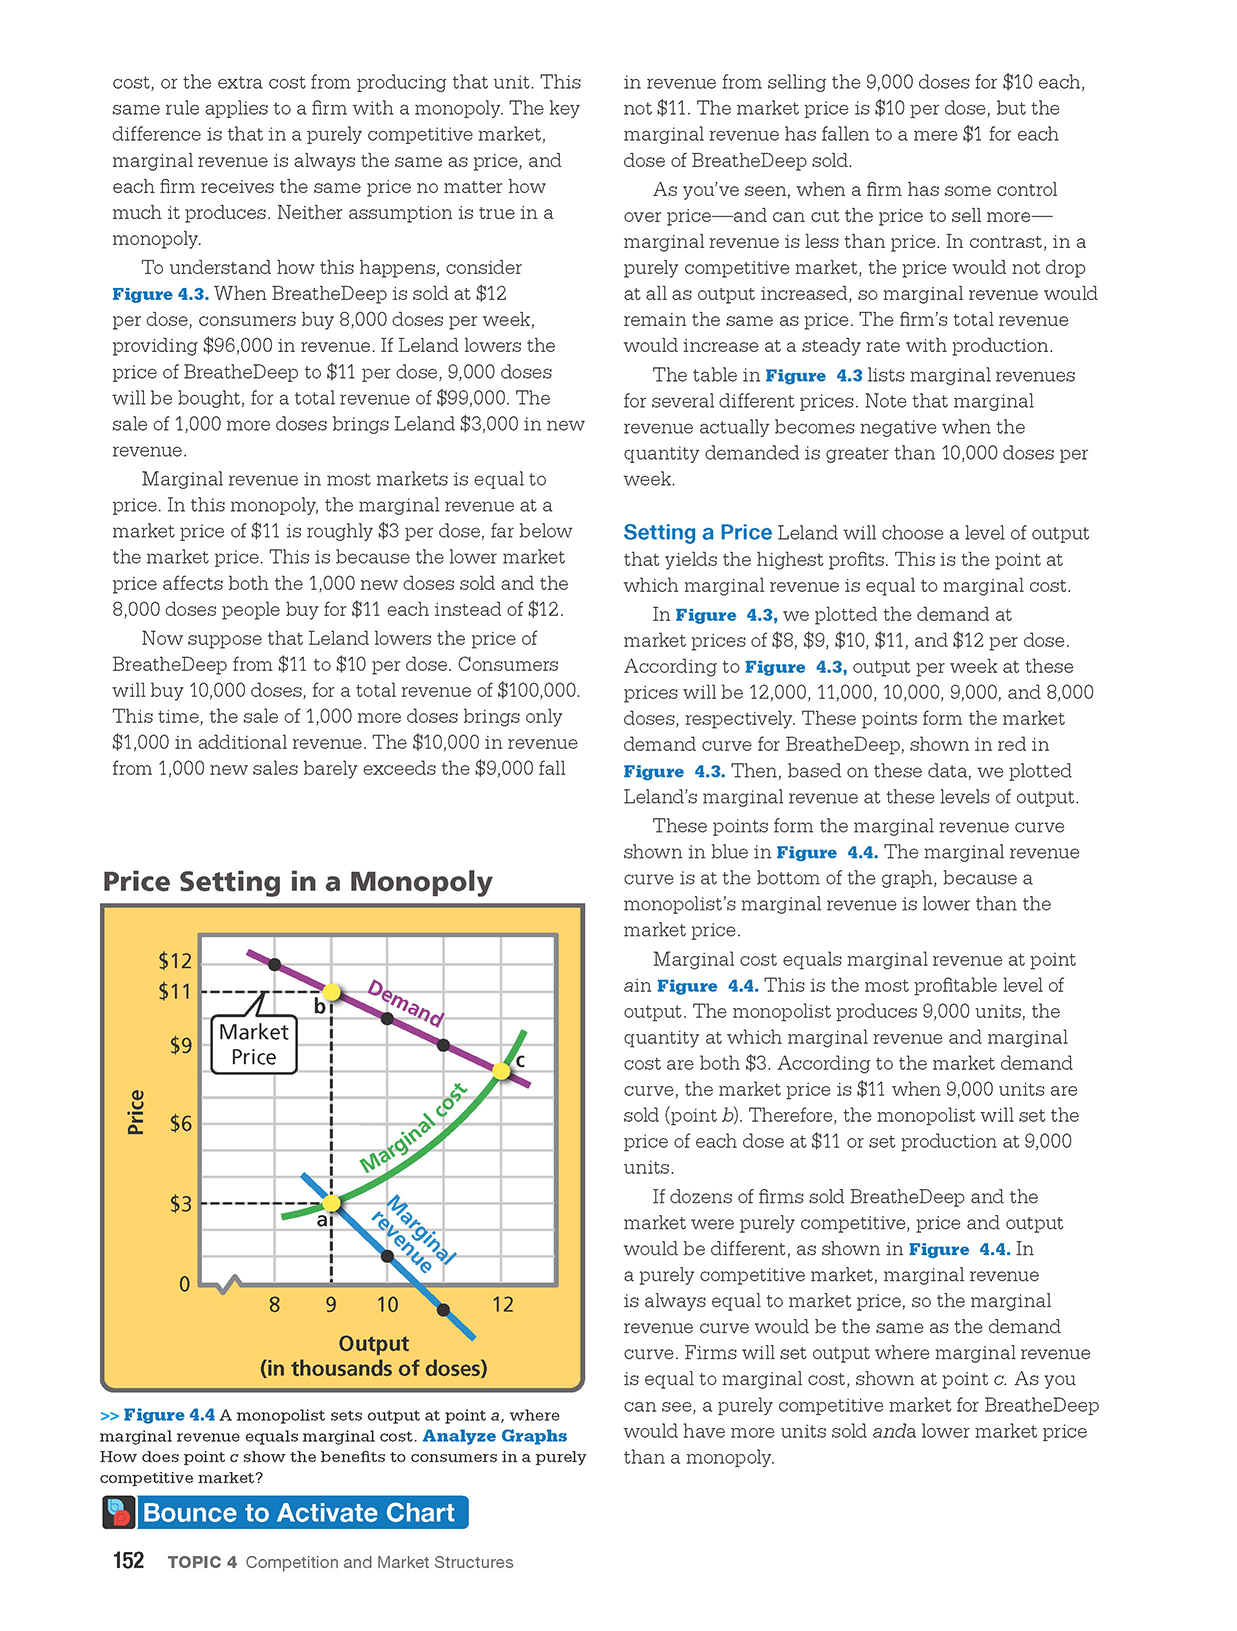 cost, or the extra cost from producing that unit. This
same rule applies to a firm with a monopoly. The key
difference is that in a purely competitive market,
marginal revenue is always the same as price, and
each firm receives the same price no matter how
much it produces. Neither assumption is true in a
monopoly.
To understand how this happens, consider
Figure 4.3. When BreatheDeep is sold at $12
per dose, consumers buy 8,000 doses per week,
providing $96,000 in revenue. If Leland lowers the
price of BreatheDeep to $11 per dose, 9,000 doses
will be bought, for a total revenue of $99,000. The
sale of 1,000 more doses brings Leland $3,000 in new
revenue.
Marginal revenue in most markets is equal to
price. In this monopoly, the marginal revenue at a
market price of $11 is roughly $3 per dose, far below
the market price. This is because the lower market
price affects both the 1,000 new doses sold and the
8,000 doses people buy for $11 each instead of $12.
Now suppose that Leland lowers the price of
BreatheDeep from $11 to $10 per dose. Consumers
will buy 10,000 doses, for a total revenue of $100,000.
This time, the sale of 1,000 more doses brings only
$1,000 in additional revenue. The $10,000 in revenue
from 1,000 new sales barely exceeds the $9,000 fall
in revenue from selling the 9,000 doses for $10 each,
not $11. The market price is $10 per dose, but the
marginal revenue has fallen to a mere $1 for each
dose of BreatheDeep sold.
As you've seen, when a firm has some control
over price—and can cut the price to sell more—
marginal revenue is less than price. In contrast, in a
purely competitive market, the price would not drop
at all as output increased, so marginal revenue would
remain the same as price. The firm's total revenue
would increase at a steady rate with production.
The table in Figure 4.3 lists marginal revenues
for several different prices. Note that marginal
revenue actually becomes negative when the
quantity demanded is greater than 10,000 doses per
week.
Setting a Price Leland will choose a level of output
that yields the highest profits. This is the point at
which marginal revenue is equal to marginal cost.
In Figure 4.3, we plotted the demand at
market prices of $8, $9, $10, $11, and $12 per dose.
According to Figure 4.3, output per week at these
prices will be 12,000, 11,000, 10,000, 9,000, and 8,000
doses, respectively. These points form the market
demand curve for BreatheDeep, shown in red in
Figure 4.3. Then, based on these data, we plotted
Leland's marginal revenue at these levels of output.
These points form the marginal revenue curve
shown in blue in Figure 4.4. The marginal revenue
curve is at the bottom of the graph, because a
monopolist's marginal revenue is lower than the
market price.
Marginal cost equals marginal revenue at point
ain Figure 4.4. This is the most profitable level of
output. The monopolist produces 9,000 units, the
quantity at which marginal revenue and marginal
cost are both $3. According to the market demand
curve, the market price is $11 when 9,000 units are
sold (point b). Therefore, the monopolist will set the
price of each dose at $11 or set production at 9,000
units.
If dozens of firms sold BreatheDeep and the
market were purely competitive, price and output
would be different, as shown in Figure 4.4. In
a purely competitive market, marginal revenue
is always equal to market price, so the marginal
revenue curve would be the same as the demand
curve. Firms will set output where marginal revenue
is equal to marginal cost, shown at point c. As you
can see, a purely competitive market for BreatheDeep
would have more units sold anda lower market price
than a monopoly.
Price Setting in a Monopoly
$12
$11
$9
$6
$3
0
Price
Market
Price
b
Demand
c
Marginal cost
a
Marginal
revenue
8
9
10
12
Output
(in thousands of doses)
>> Figure 4.4 A monopolist sets output at point a, where
marginal revenue equals marginal cost. Analyze Graphs
How does point c show the benefits to consumers in a purely
competitive market?
Bounce to Activate Chart
152 TOPIC 4 Competition and Market Structures